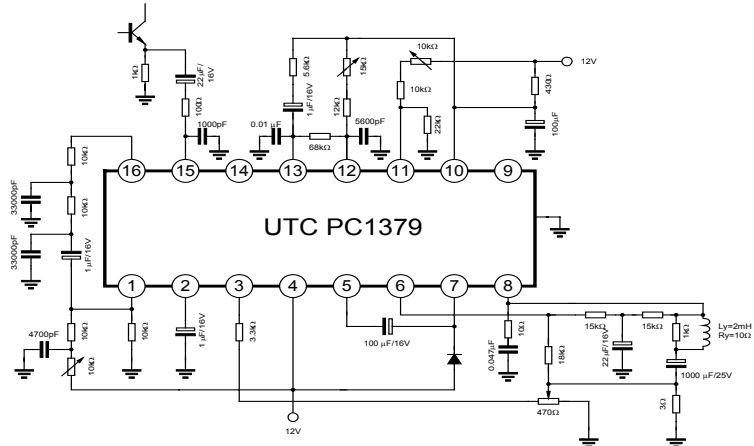 1kΩ
22μF/
16V
100Ω
1000pF
5.6kΩ
1μF/16V
0.01 μF
68kΩ
15kΩ
12kΩ
5600pF
10kΩ
10kΩ
22kΩ
12V
430Ω
100μF
10kΩ
33000pF
10kΩ
33000pF
1μF/16V
16
15
14
13
12
11
10
9
UTC PC1379
1
2
3
4
5
6
7
8
4700pF
10kΩ
10kΩ
10kΩ
1 μF/16V
3.3kΩ
100 μF/16V
12V
0.047μF
10Ω
15kΩ
15kΩ
18kΩ
22μF/16V
1kΩ
Ly=2mH
Ry=10Ω
1000 μF/25V
470Ω
3Ω